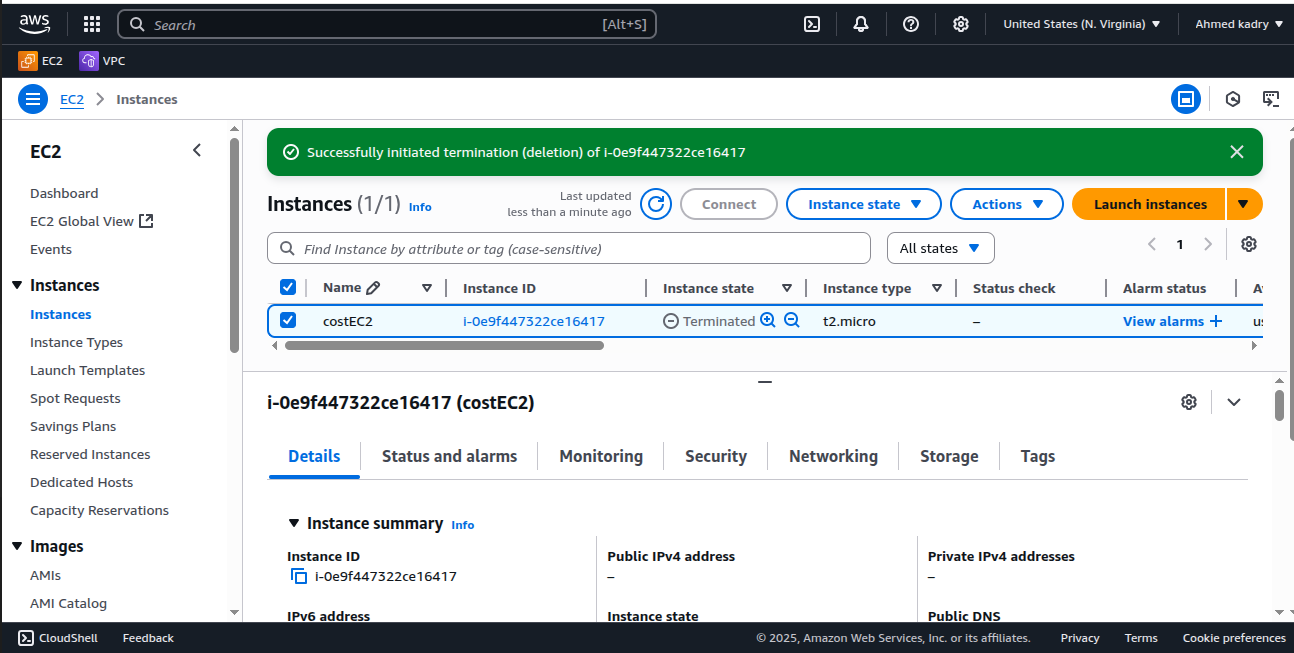 aws
Search [Alt+S]
United States (N. Virginia)
Ahmed kadry
EC2
VPC
EC2 > Instances
EC2
Dashboard
EC2 Global View
Events
Instances
Instances
Instance Types
Launch Templates
Spot Requests
Savings Plans
Reserved Instances
Dedicated Hosts
Capacity Reservations
Images
AMIs
AMI Catalog
Successfully initiated termination (deletion) of i-0e9f447322ce16417
Instances (1/1) Info
Last updated
less than a minute ago
Connect
Instance state
Actions
Launch instances
Find Instance by attribute or tag (case-sensitive)
All states
1
Name Instance ID Instance state Instance type Status check Alarm status
costEC2 i-0e9f447322ce16417 Terminated t2.micro – View alarms +
i-0e9f447322ce16417 (costEC2)
Details Status and alarms Monitoring Security Networking Storage Tags
Instance summary Info
Instance ID
i-0e9f447322ce16417
Public IPv4 address
–
Private IPv4 addresses
–
IPv6 address
Instance state
Public DNS
CloudShell Feedback
© 2025, Amazon Web Services, Inc. or its affiliates. Privacy Terms Cookie preferences